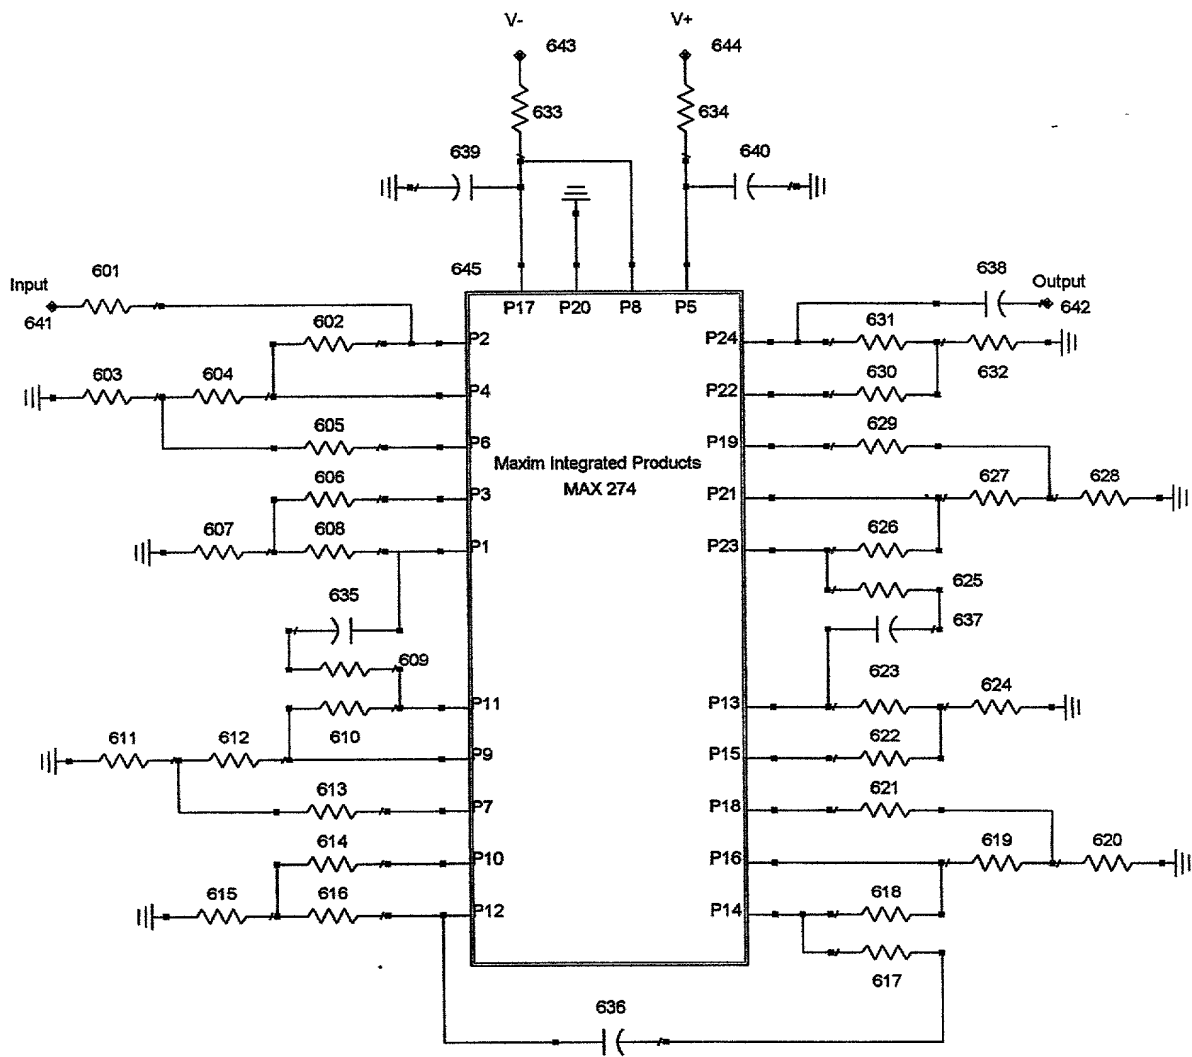 V- V+
643 644
633 634
639 640
Input 601 645 638 Output
641 P17 P20 P8 P5 642
602 P2 P24 631
603 604 P4 P22 630 632
605 P6 P19 629
Maxim Integrated Products
MAX 274
606 P3 P21 627 628
607 608 P1 P23 626
635 625
637
609
623 624
P11 P13
611 612 610 P9 P15 622
613 P7 P18 621
614 P10 P16 619 620
615 616 P12 P14 618
617
636